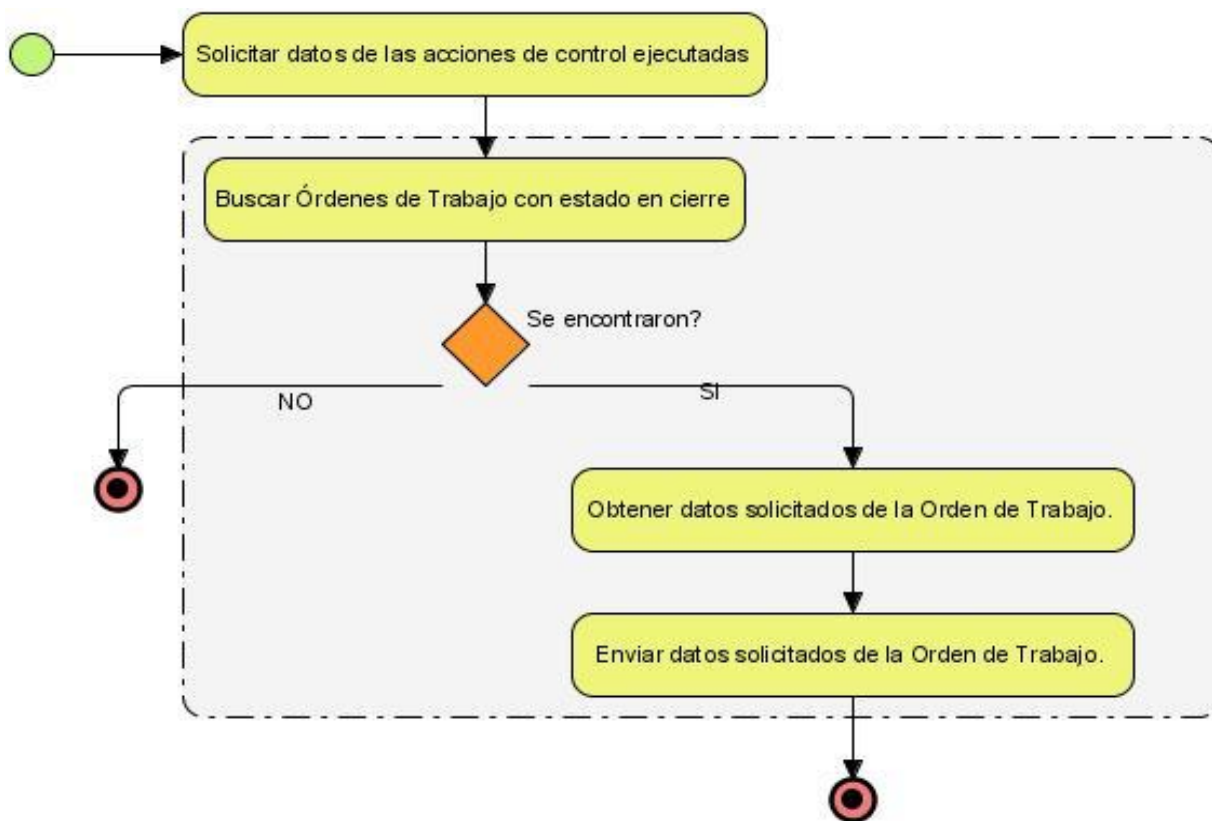 Solicitar datos de las acciones de control ejecutadas
Buscar Órdenes de Trabajo con estado en cierre
Se encontraron?
NO
SI
Obtener datos solicitados de la Orden de Trabajo.
Enviar datos solicitados de la Orden de Trabajo.